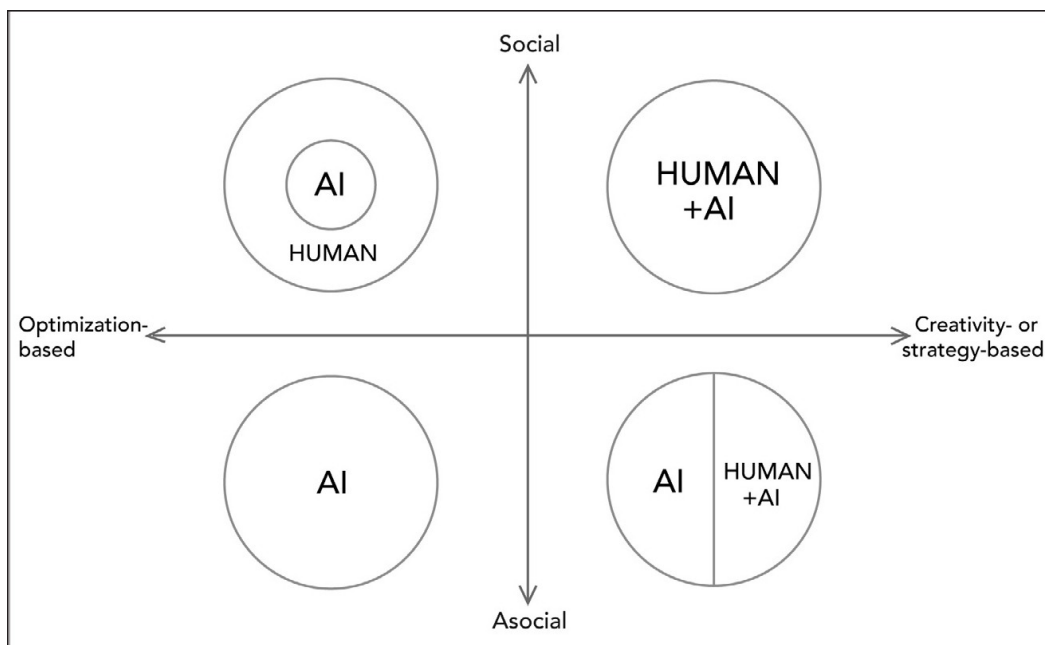 Social
AI
HUMAN
HUMAN
+AI
Optimization-
based
Creativity- or
strategy-based
AI
AI
HUMAN
+AI
Asocial